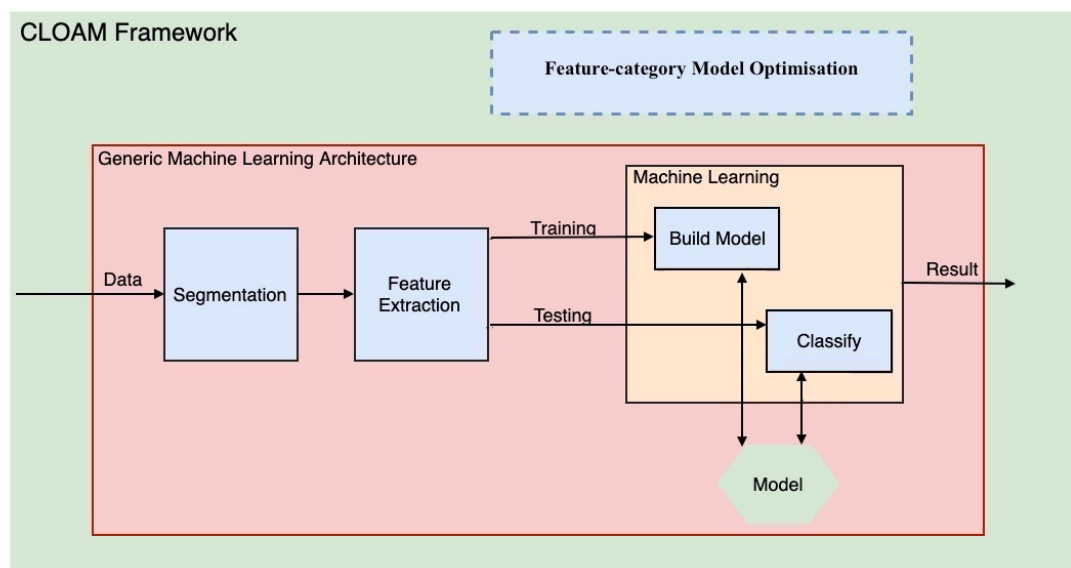 CLOAM Framework
Feature-category Model Optimisation
Generic Machine Learning Architecture
Machine Learning
Data
Segmentation
Feature
Extraction
Training
Testing
Build Model
Classify
Result
Model